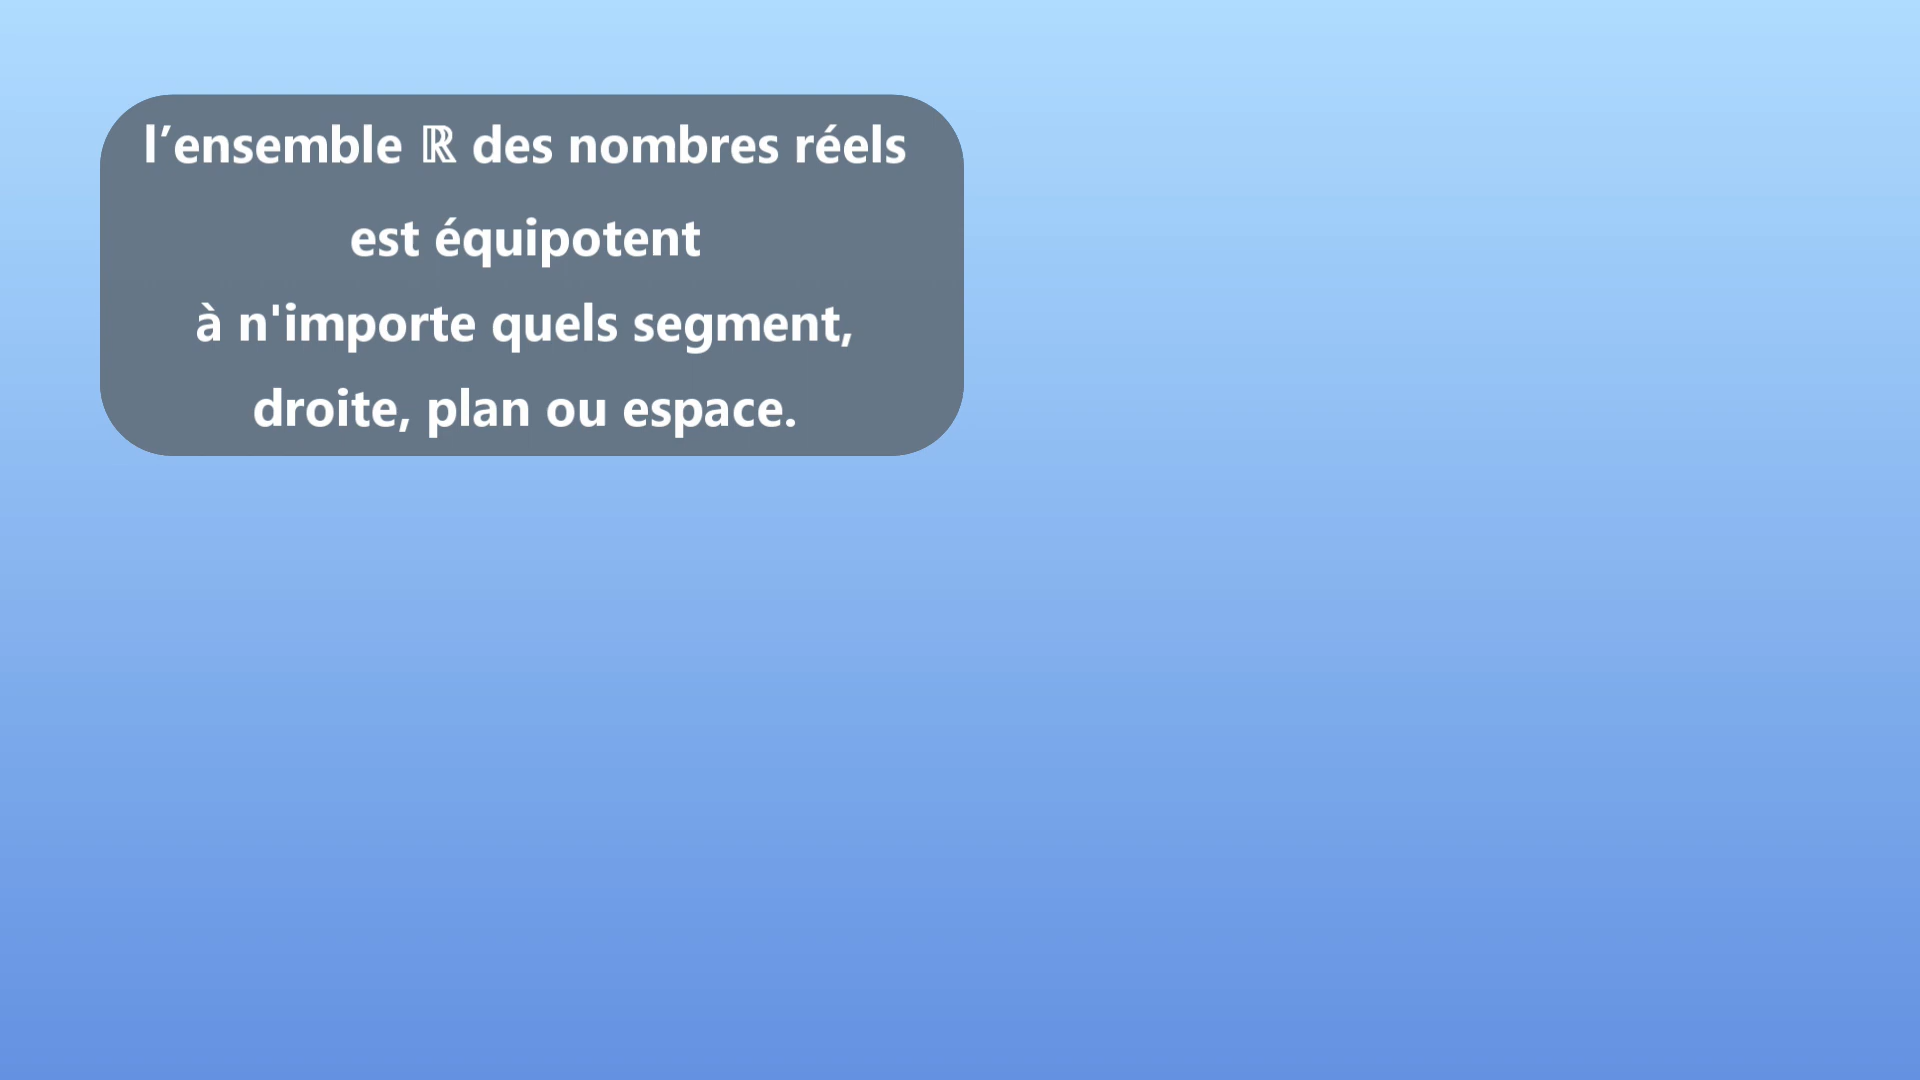 l’ensemble ℝ des nombres réels
est équipotent
à n'importe quels segment,
droite, plan ou espace.